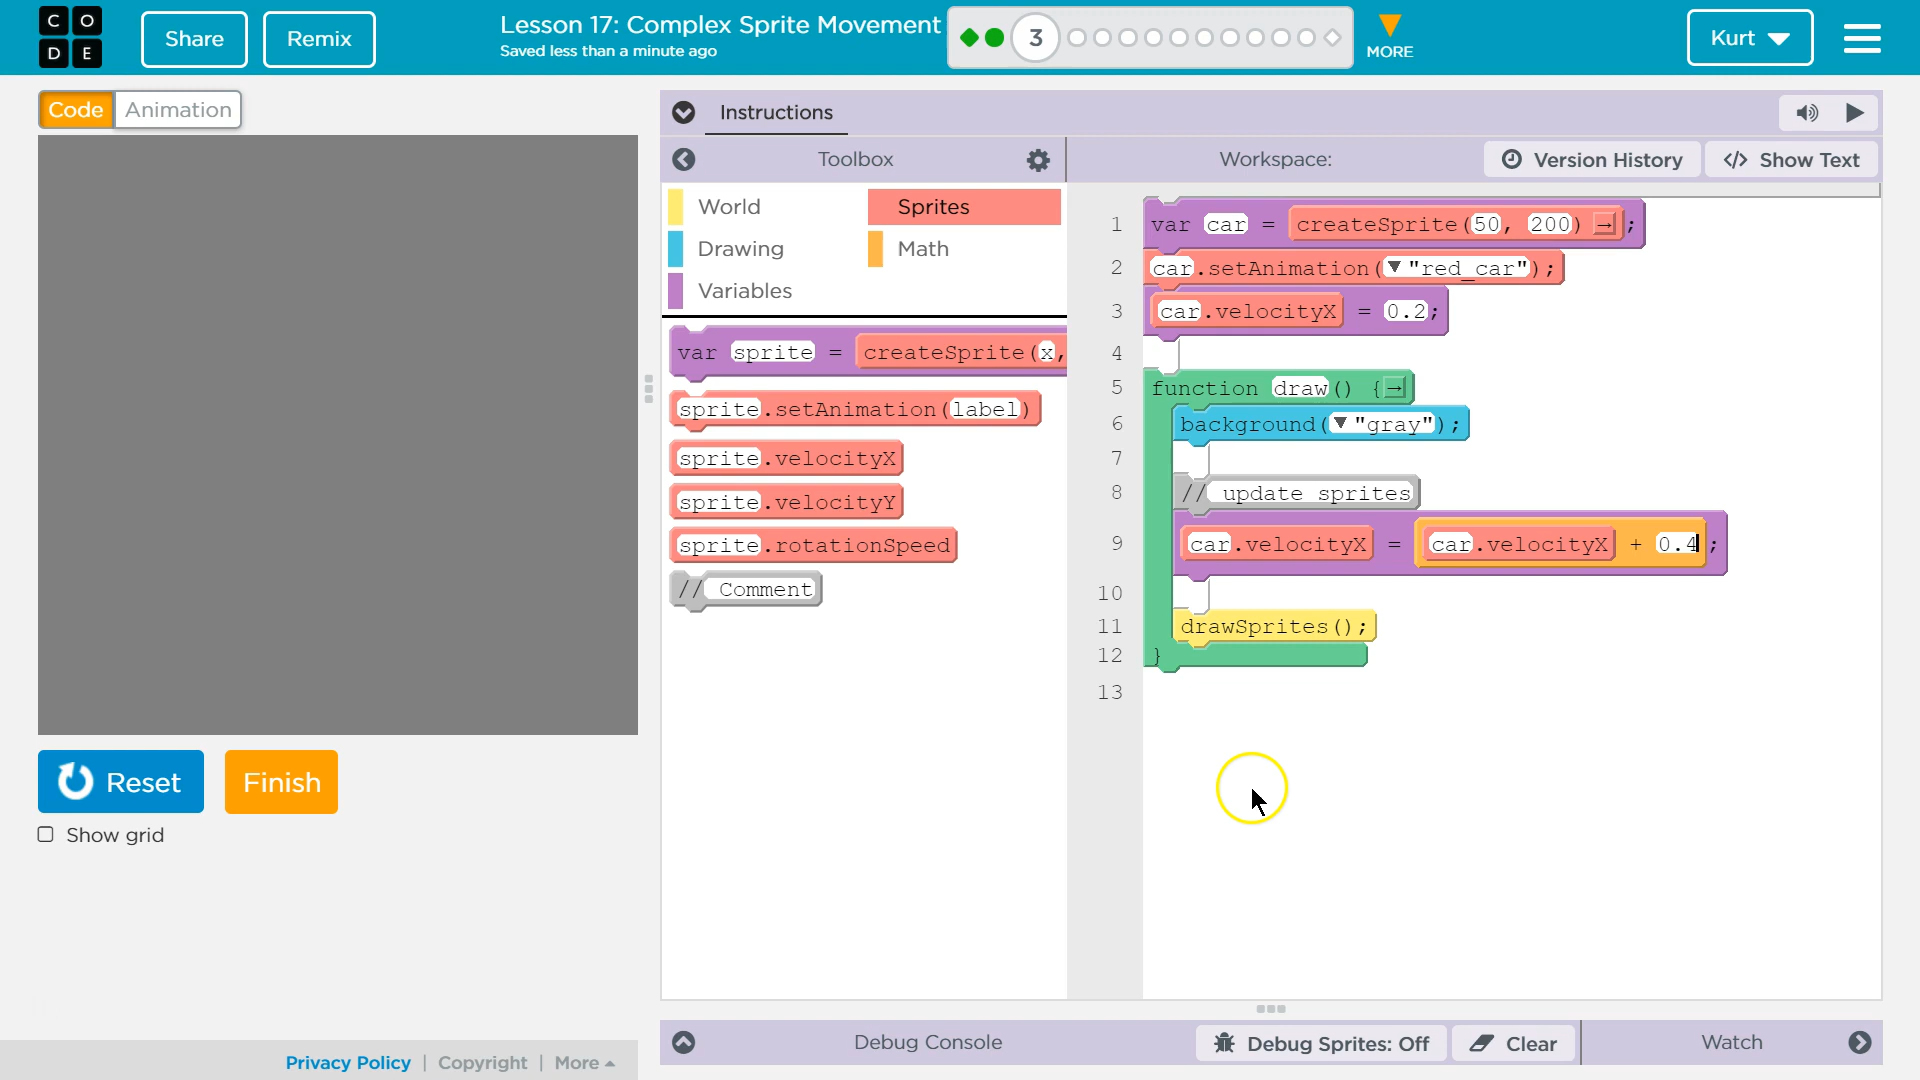 CODE
Share
Remix
Lesson 17: Complex Sprite Movement
Saved less than a minute ago
3
MORE
Kurt
Code
Animation
Instructions
Toolbox
Workspace:
Version History
</> Show Text
World
Sprites
Drawing
Math
Variables
var sprite = createSprite(x,
sprite.setAnimation(label)
sprite.velocityX
sprite.velocityY
sprite.rotationSpeed
// Comment
1 var car = createSprite(50, 200) → ;
2 car.setAnimation(▼"red_car");
3 car.velocityX = 0.2;
4
5 function draw() {→
6 background(▼"gray");
7
8 // update sprites
9 car.velocityX = car.velocityX + 0.4;
10
11 drawSprites();
12 }
13
Reset
Finish
Show grid
Privacy Policy | Copyright | More
Debug Console
Debug Sprites: Off
Clear
Watch